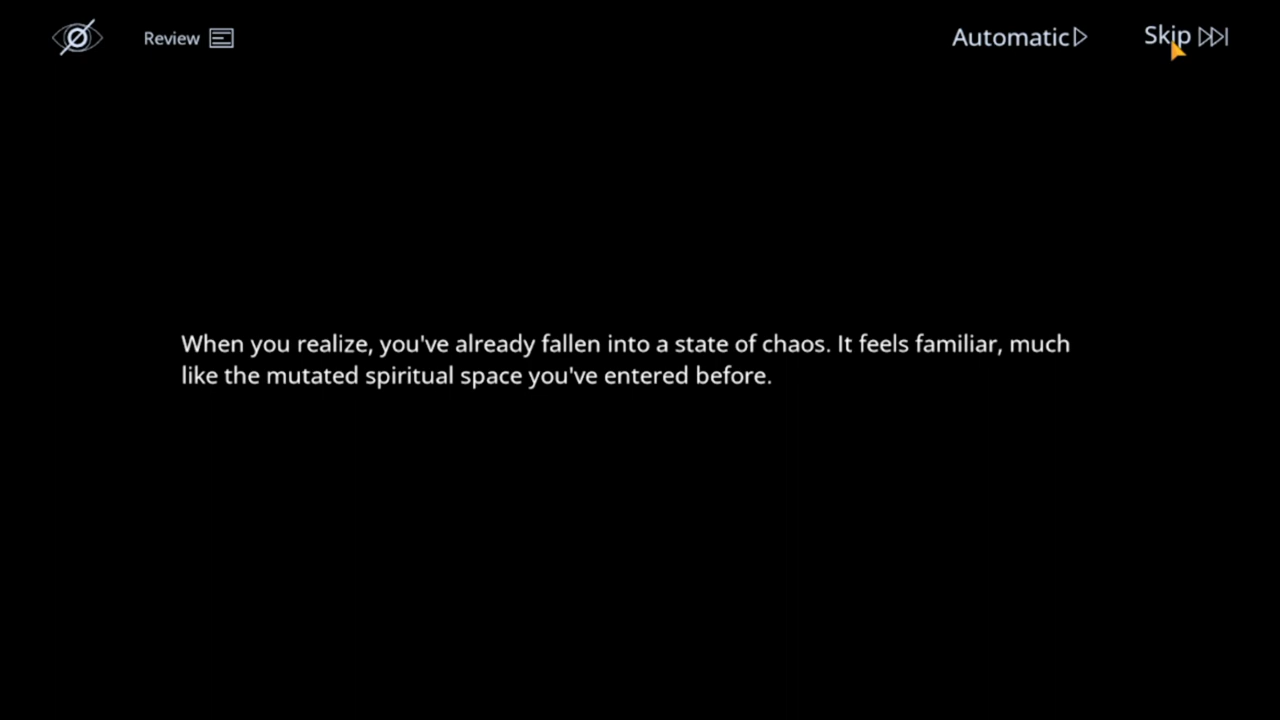 Review
Automatic
Skip
When you realize, you've already fallen into a state of chaos. It feels familiar, much
like the mutated spiritual space you've entered before.